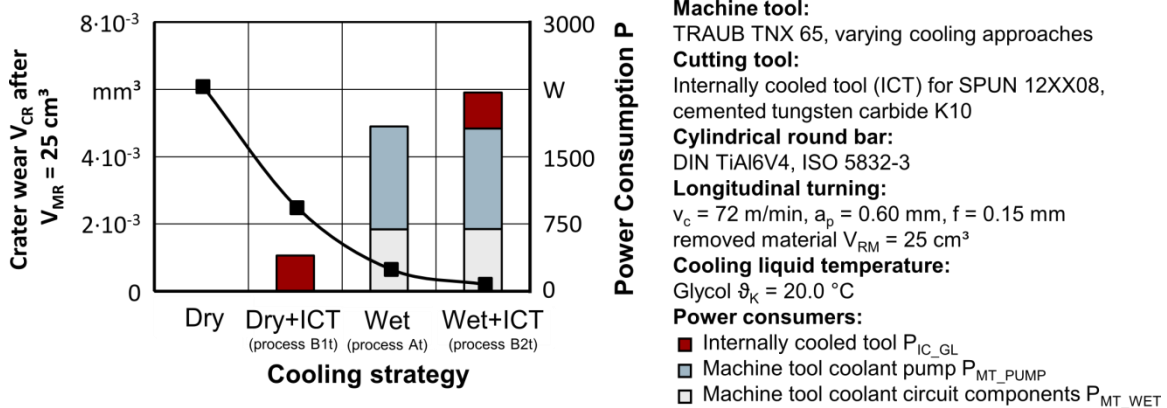 Crater wear V_CR after
V_MR = 25 cm³
8·10⁻³
mm³
4·10⁻³
2·10⁻³
0
3000
W
1500
750
0
Power Consumption P
Dry
Dry+ICT
(process B1t)
Wet
(process At)
Wet+ICT
(process B2t)
Cooling strategy
Machine tool:
TRAUB TNX 65, varying cooling approaches
Cutting tool:
Internally cooled tool (ICT) for SPUN 12XX08,
cemented tungsten carbide K10
Cylindrical round bar:
DIN TiAl6V4, ISO 5832-3
Longitudinal turning:
v_c = 72 m/min, a_p = 0.60 mm, f = 0.15 mm
removed material V_RM = 25 cm³
Cooling liquid temperature:
Glycol ϑ_K = 20.0 °C
Power consumers:
Internally cooled tool P_IC_GL
Machine tool coolant pump P_MT_PUMP
Machine tool coolant circuit components P_MT_WET